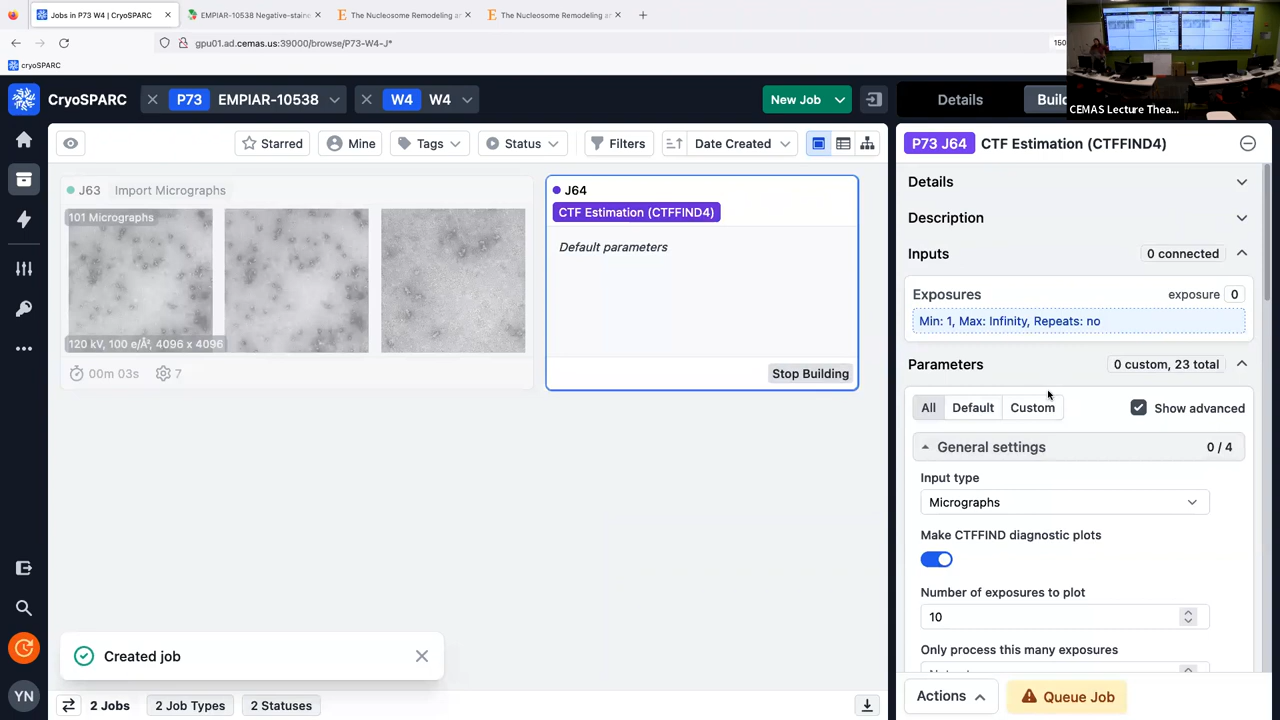 Jobs in P73 W4 | CryoSPARC
EMPIAR-10538 Negative-staine
The Nucleosome Remodeling an
The Nucleosome Remodeling an
gpu01.ad.cemas.us:39000/browse/P73-W4-J*
150
cryoSPARC
CEMAS Lecture Thea...
CryoSPARC
P73 EMPIAR-10538
W4 W4
New Job
Details
Build
Starred
Mine
Tags
Status
Filters
Date Created
J63 Import Micrographs
101 Micrographs
120 kV, 100 e/Å², 4096 x 4096
00m 03s
7
J64
CTF Estimation (CTFFIND4)
Default parameters
Stop Building
P73 J64 CTF Estimation (CTFFIND4)
Details
Description
Inputs
0 connected
Exposures
exposure 0
Min: 1, Max: Infinity, Repeats: no
Parameters
0 custom, 23 total
All
Default
Custom
Show advanced
General settings
0 / 4
Input type
Micrographs
Make CTFFIND diagnostic plots
Number of exposures to plot
10
Only process this many exposures
Created job
YN
2 Jobs
2 Job Types
2 Statuses
Actions
Queue Job